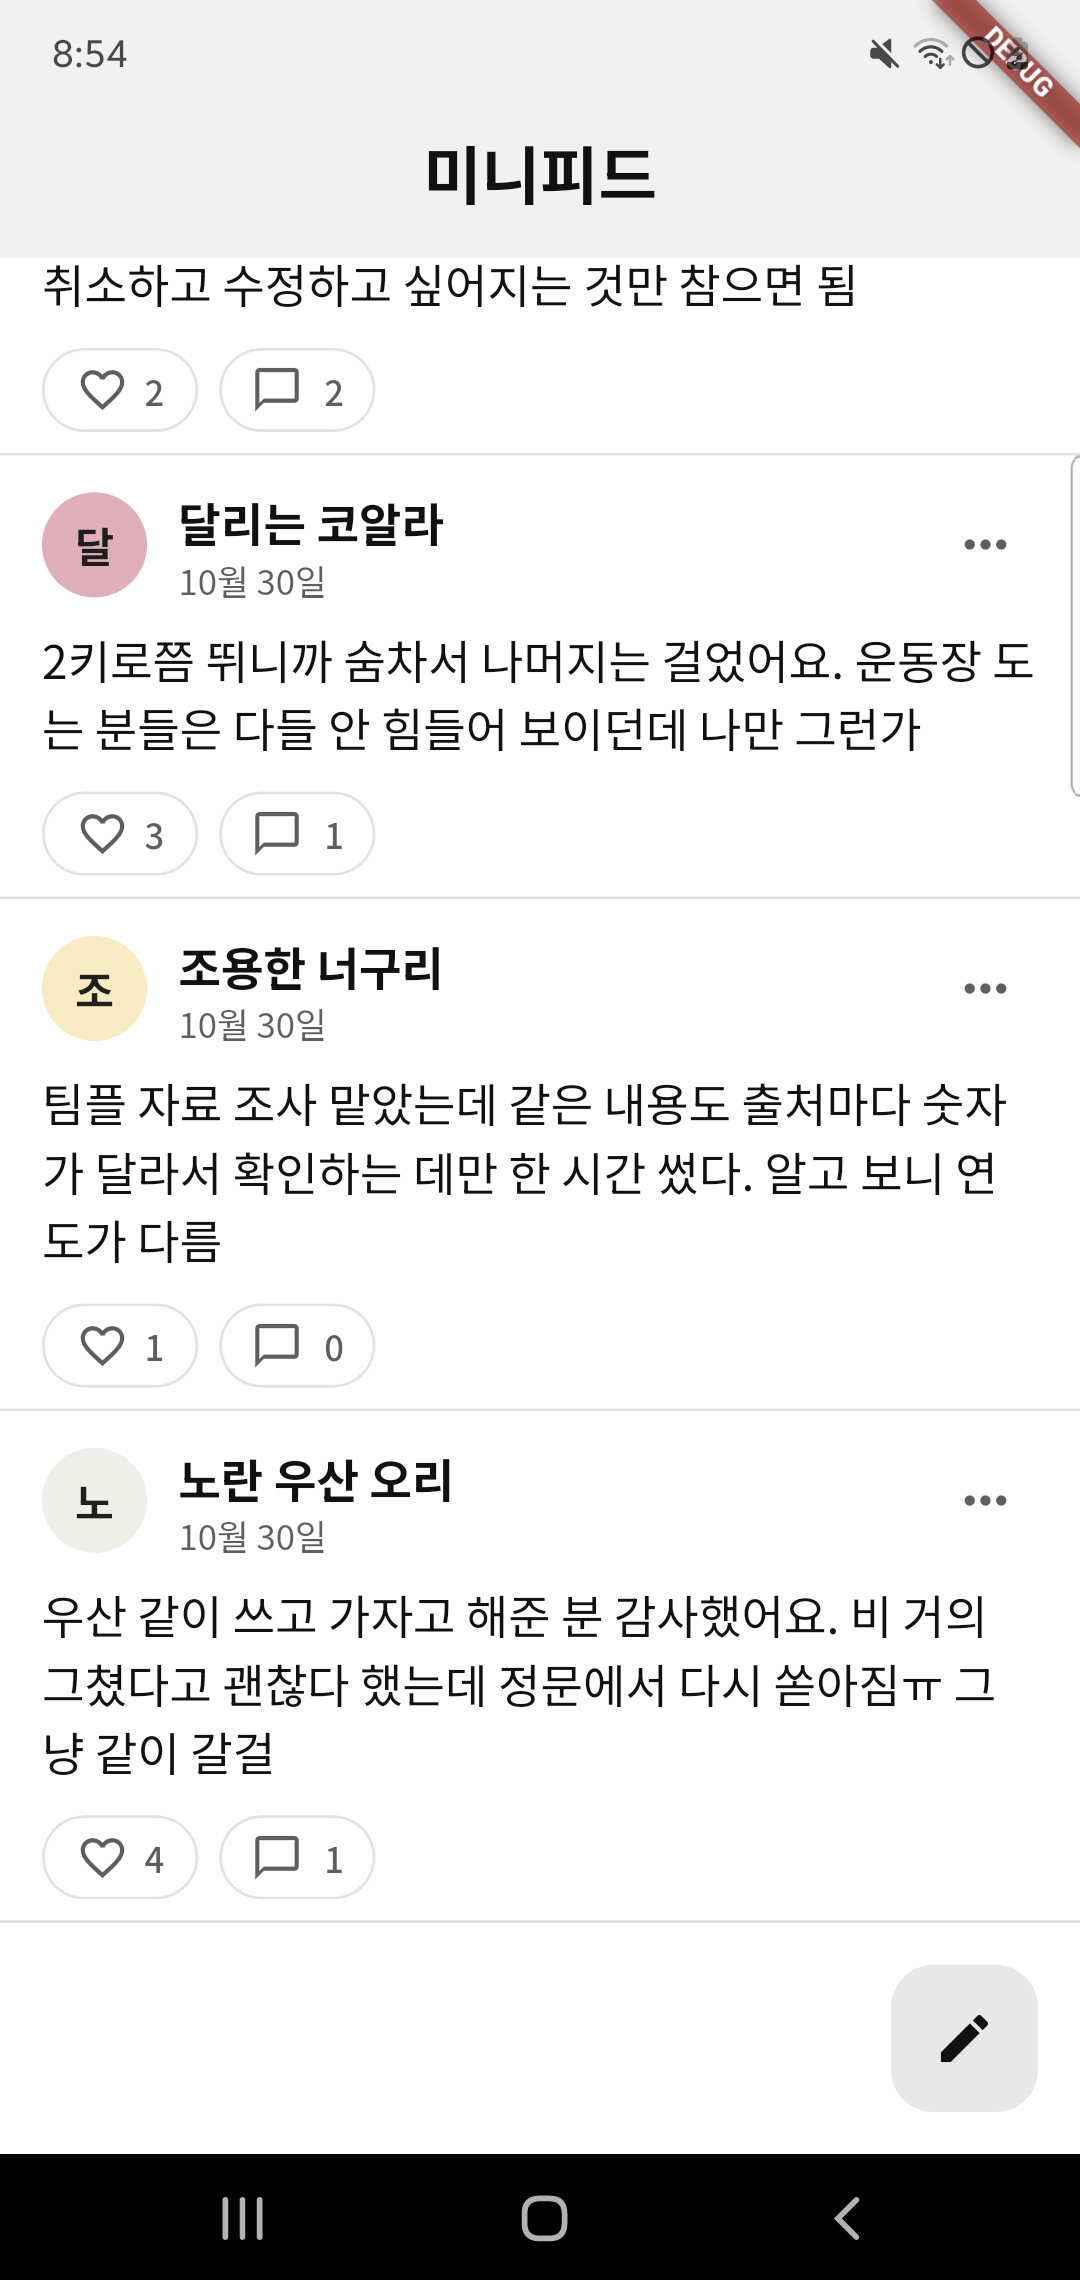 8:54
DEBUG
미니피드
취소하고 수정하고 싶어지는 것만 참으면 됨
2
2
달
달리는 코알라
10월 30일
2키로쯤 뛰니까 숨차서 나머지는 걸었어요. 운동장 도
는 분들은 다들 안 힘들어 보이던데 나만 그런가
3
1
조
조용한 너구리
10월 30일
팀플 자료 조사 맡았는데 같은 내용도 출처마다 숫자
가 달라서 확인하는 데만 한 시간 썼다. 알고 보니 연
도가 다름
1
0
노
노란 우산 오리
10월 30일
우산 같이 쓰고 가자고 해준 분 감사했어요. 비 거의
그쳤다고 괜찮다 했는데 정문에서 다시 쏟아짐ㅠ 그
냥 같이 갈걸
4
1